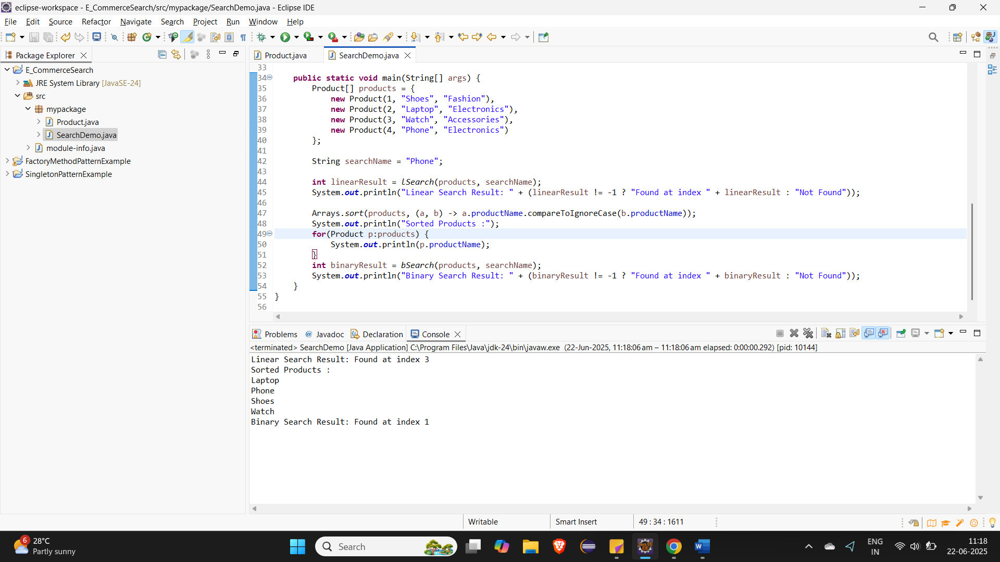 eclipse-workspace - E_CommerceSearch/src/mypackage/SearchDemo.java - Eclipse IDE
File Edit Source Refactor Navigate Search Project Run Window Help
Package Explorer
E_CommerceSearch
JRE System Library [JavaSE-24]
src
mypackage
Product.java
SearchDemo.java
module-info.java
FactoryMethodPatternExample
SingletonPatternExample
Product.java SearchDemo.java
33
34 public static void main(String[] args) {
35 Product[] products = {
36 new Product(1, "Shoes", "Fashion"),
37 new Product(2, "Laptop", "Electronics"),
38 new Product(3, "Watch", "Accessories"),
39 new Product(4, "Phone", "Electronics")
40 };
41
42 String searchName = "Phone";
43
44 int linearResult = lSearch(products, searchName);
45 System.out.println("Linear Search Result: " + (linearResult != -1 ? "Found at index " + linearResult : "Not Found"));
46
47 Arrays.sort(products, (a, b) -> a.productName.compareToIgnoreCase(b.productName));
48 System.out.println("Sorted Products :");
49 for(Product p:products) {
50 System.out.println(p.productName);
51 }
52 int binaryResult = bSearch(products, searchName);
53 System.out.println("Binary Search Result: " + (binaryResult != -1 ? "Found at index " + binaryResult : "Not Found"));
54 }
55 }
56
Problems @ Javadoc Declaration Console
<terminated> SearchDemo [Java Application] C:\Program Files\Java\jdk-24\bin\javaw.exe (22-Jun-2025, 11:18:06 am – 11:18:06 am elapsed: 0:00:00.292) [pid: 10144]
Linear Search Result: Found at index 3
Sorted Products :
Laptop
Phone
Shoes
Watch
Binary Search Result: Found at index 1
Writable Smart Insert 49 : 34 : 1611
6
28°C
Partly sunny
Search
ENG
IN
11:18
22-06-2025